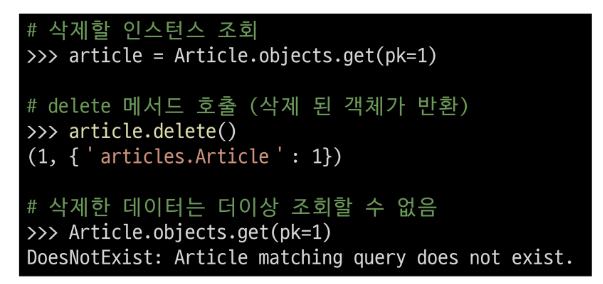 # 삭제할 인스턴스 조회
>>> article = Article.objects.get(pk=1)
# delete 메서드 호출 (삭제 된 객체가 반환)
>>> article.delete()
(1, {'articles.Article': 1})
# 삭제한 데이터는 더이상 조회할 수 없음
>>> Article.objects.get(pk=1)
DoesNotExist: Article matching query does not exist.